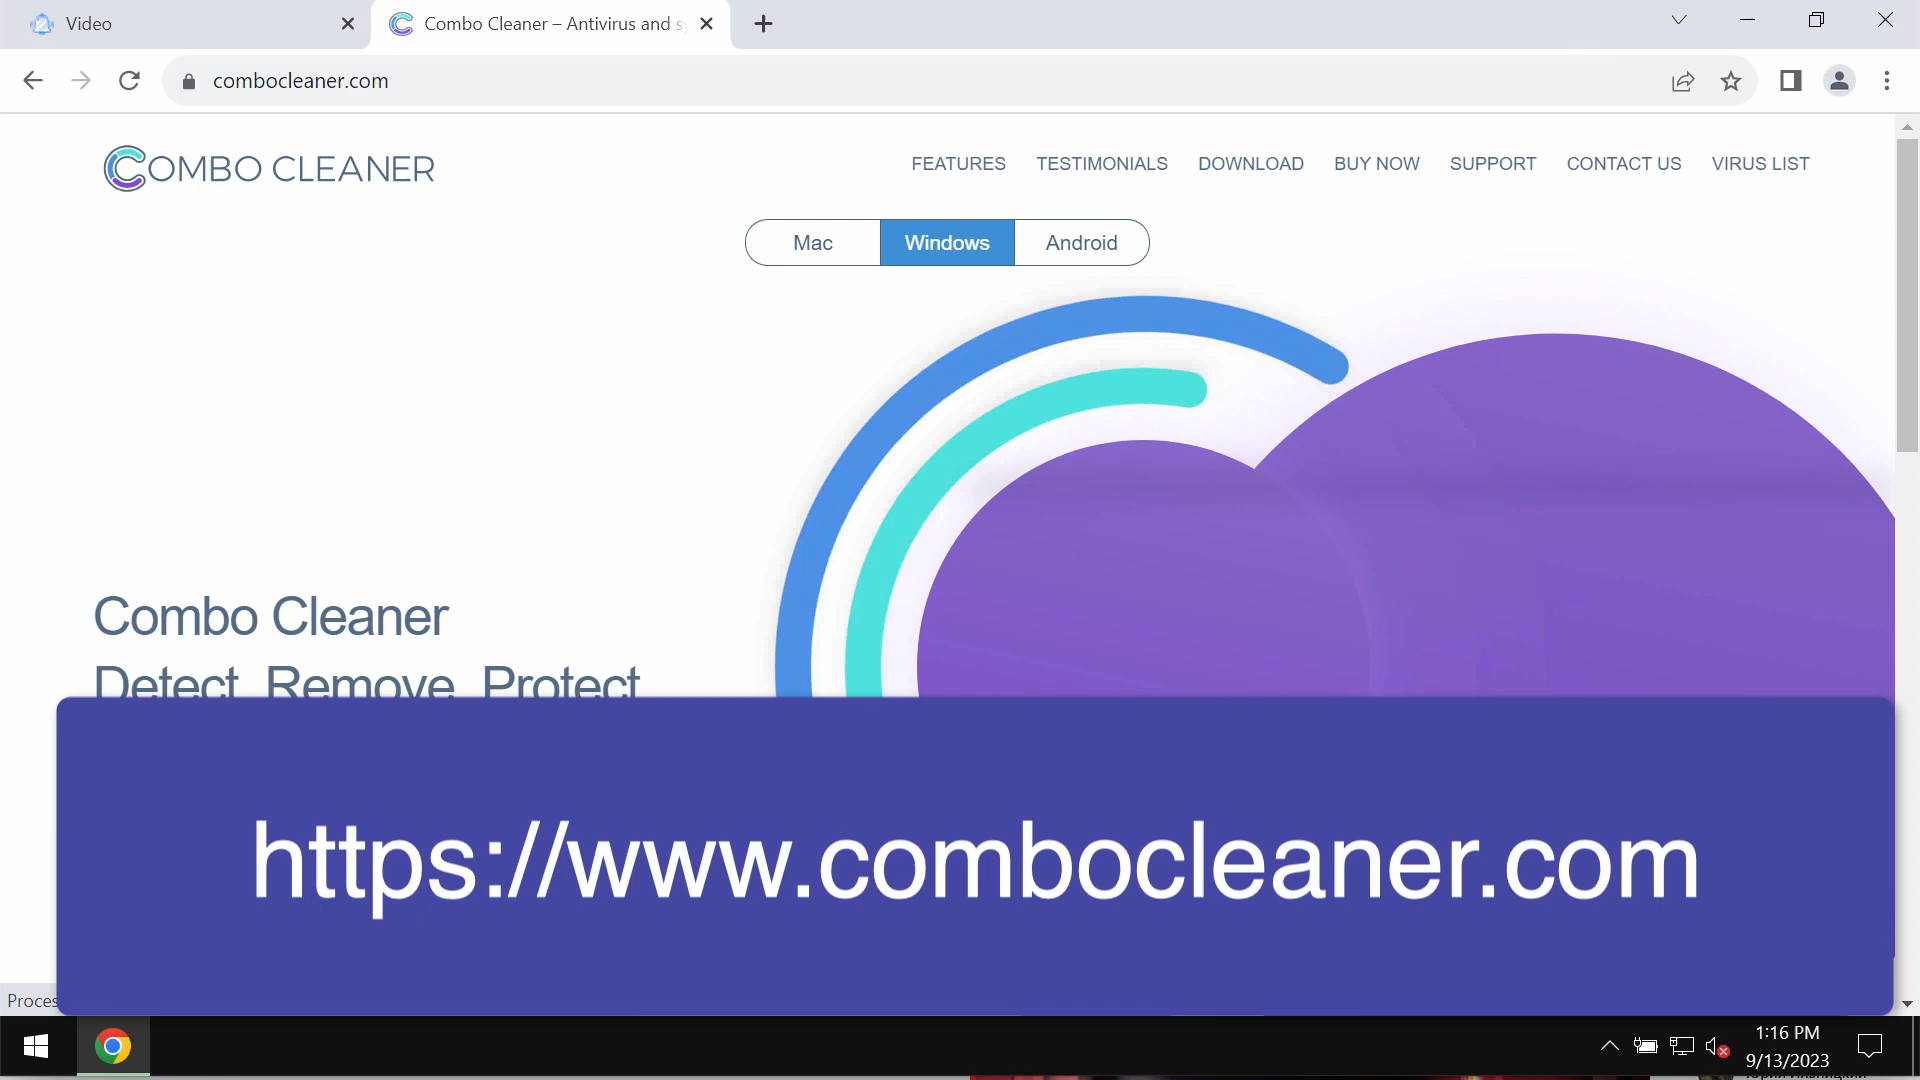 Video
Combo Cleaner – Antivirus and sy
combocleaner.com
COMBO CLEANER
FEATURES TESTIMONIALS DOWNLOAD BUY NOW SUPPORT CONTACT US VIRUS LIST
Mac Windows Android
Combo Cleaner
Detect Remove Protect
https://www.combocleaner.com
Proces
1:16 PM
9/13/2023